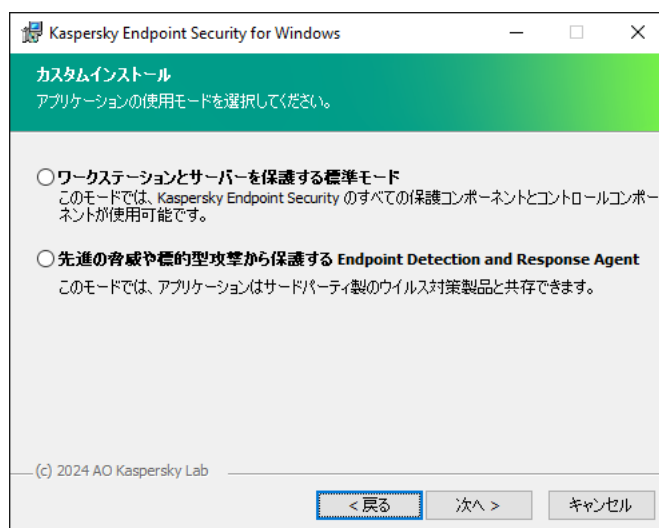 Kaspersky Endpoint Security for Windows
カスタムインストール
アプリケーションの使用モードを選択してください。
ワークステーションとサーバーを保護する標準モード
このモードでは、Kaspersky Endpoint Security のすべての保護コンポーネントとコントロールコンポー
ネントが使用可能です。
先進の脅威や標的型攻撃から保護する Endpoint Detection and Response Agent
このモードでは、アプリケーションはサードパーティ製のウイルス対策製品と共存できます。
(c) 2024 AO Kaspersky Lab
< 戻る 次へ > キャンセル